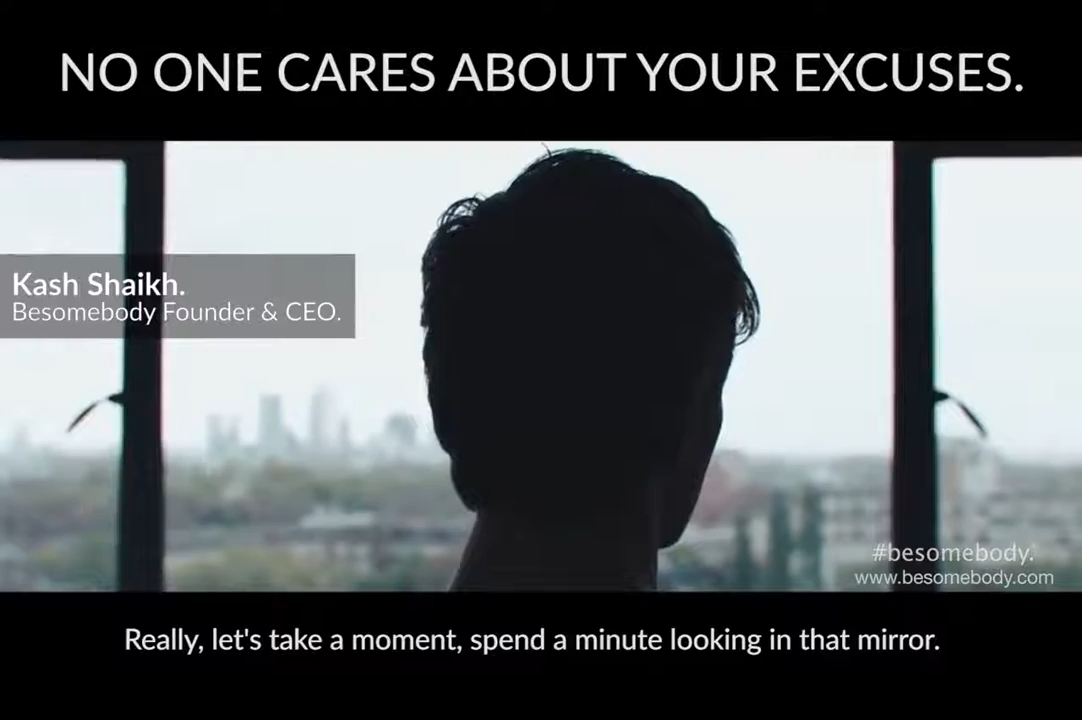 NO ONE CARES ABOUT YOUR EXCUSES.
Kash Shaikh.
Besomebody Founder & CEO.
#besomebody.
www.besomebody.com
Really, let's take a moment, spend a minute looking in that mirror.